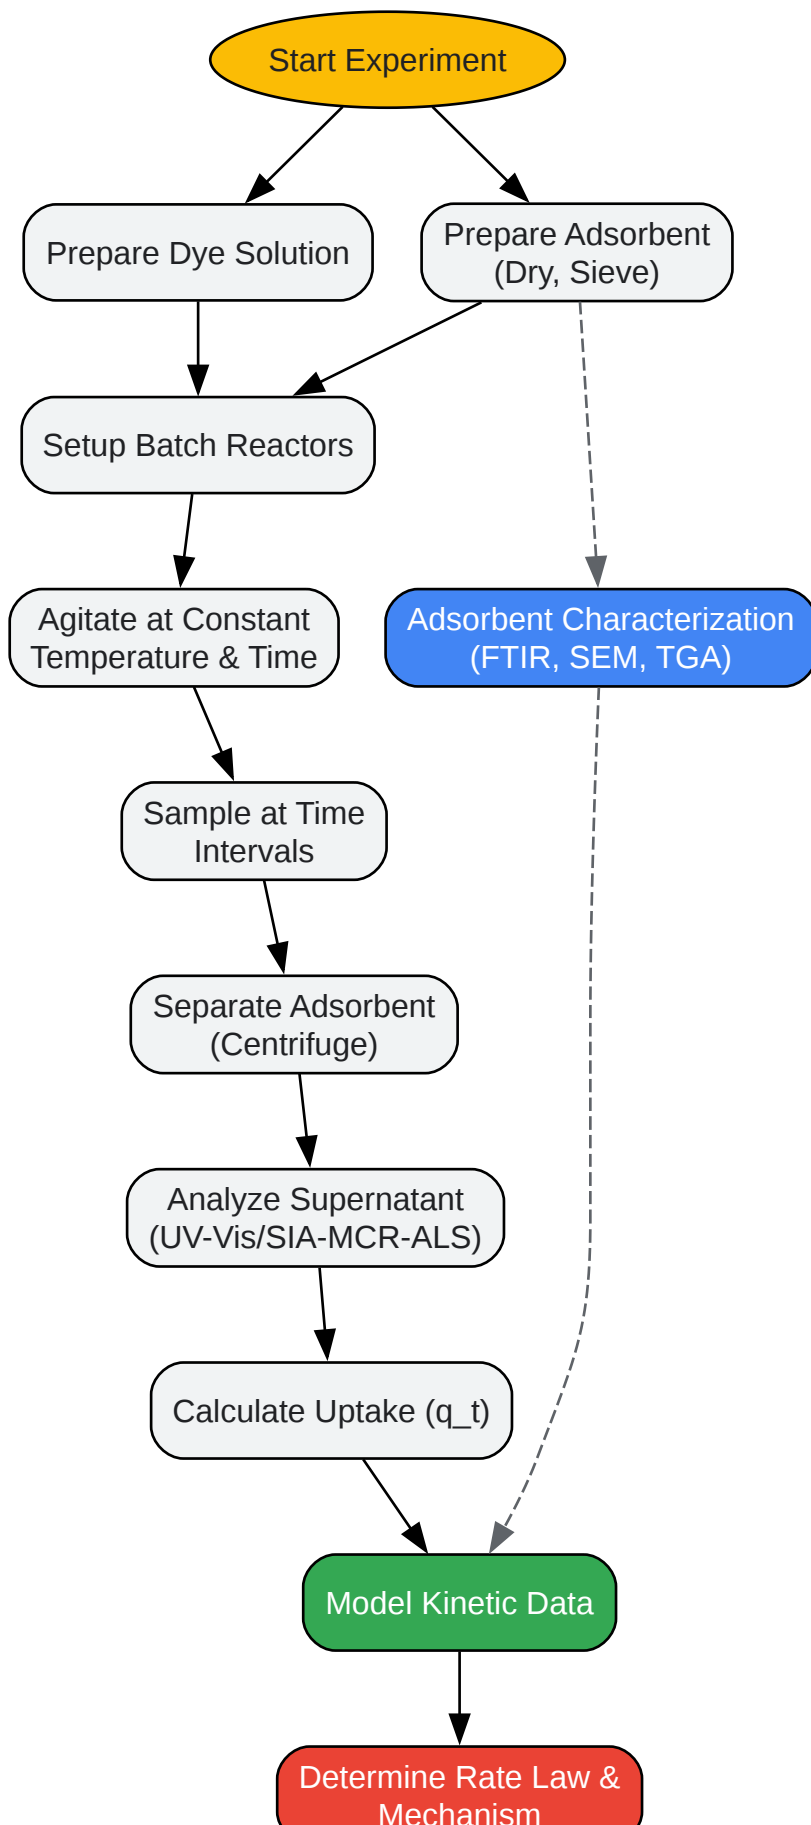 Start Experiment
Prepare Dye Solution
Prepare Adsorbent
(Dry, Sieve)
Setup Batch Reactors
Agitate at Constant
Temperature & Time
Adsorbent Characterization
(FTIR, SEM, TGA)
Sample at Time
Intervals
Separate Adsorbent
(Centrifuge)
Analyze Supernatant
(UV-Vis/SIA-MCR-ALS)
Calculate Uptake (q_t)
Model Kinetic Data
Determine Rate Law &
Mechanism